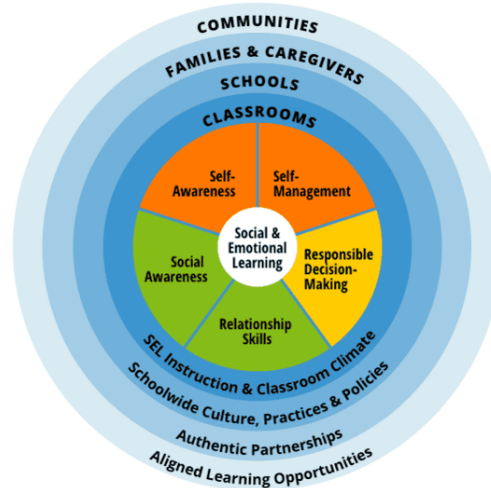 COMMUNITIES
FAMILIES & CAREGIVERS
SCHOOLS
CLASSROOMS
Self-
Awareness
Self-
Management
Social &
Emotional
Learning
Social
Awareness
Responsible
Decision-
Making
Relationship
Skills
SEL Instruction & Classroom Climate
Schoolwide Culture, Practices & Policies
Authentic Partnerships
Aligned Learning Opportunities